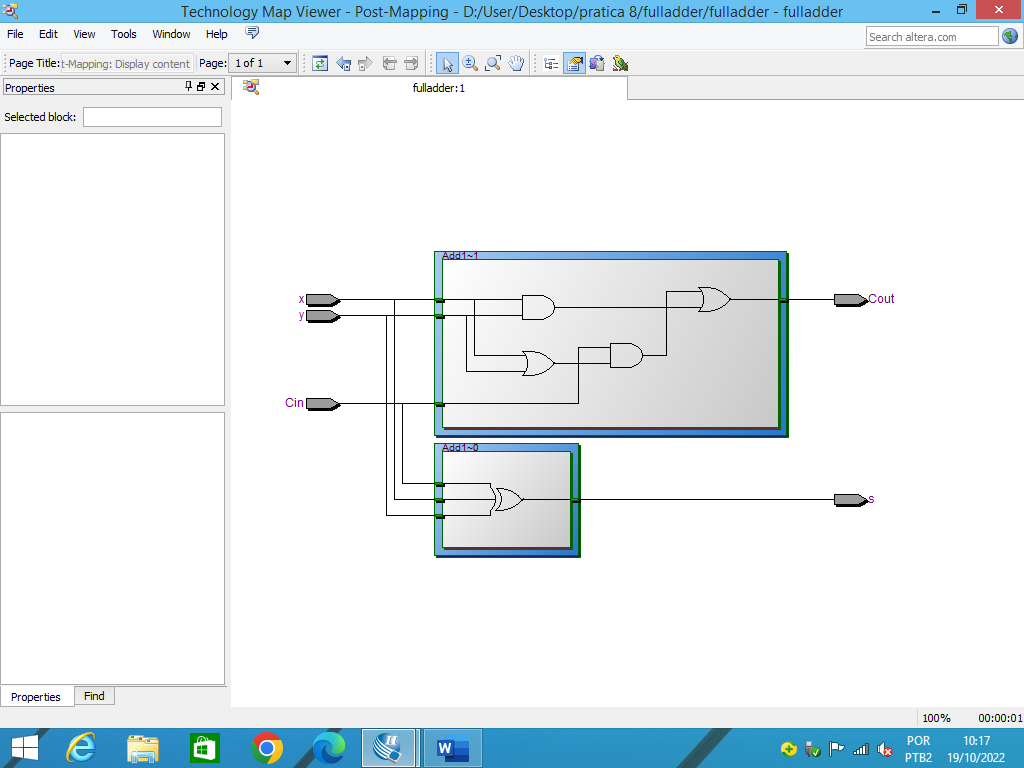 Technology Map Viewer - Post-Mapping - D:/User/Desktop/pratica 8/fulladder/fulladder - fulladder
File Edit View Tools Window Help
Search altera.com
Page Title: t-Mapping: Display content Page: 1 of 1
Properties
fulladder:1
Selected block:
Add1~1
x
y
Cout
Cin
Add1~0
s
Properties Find
100% 00:00:01
W
POR 10:17
PTB2 19/10/2022